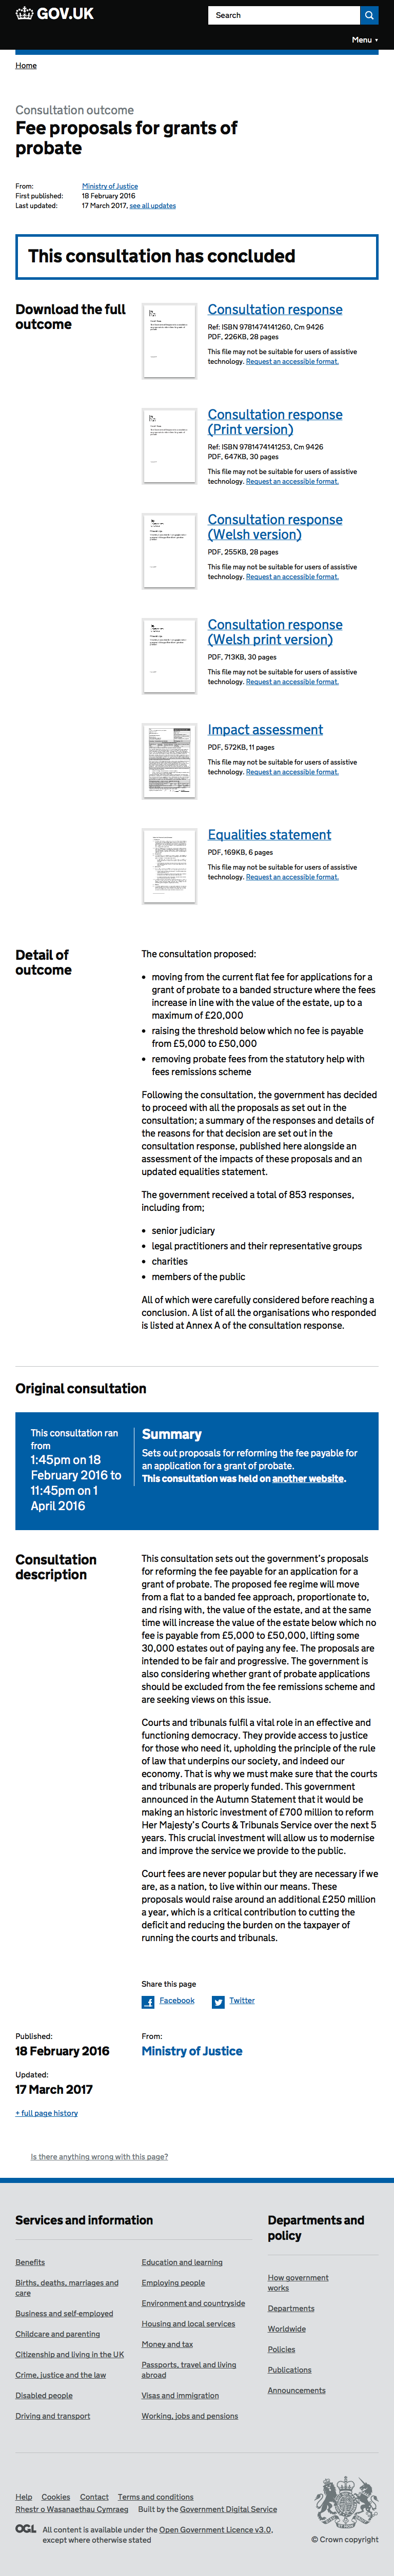 GOV.UK
Search
Menu ▾
Home
Consultation outcome
Fee proposals for grants of
probate
From: Ministry of Justice
First published: 18 February 2016
Last updated: 17 March 2017, see all updates
This consultation has concluded
Download the full
outcome
Consultation response
Ref: ISBN 9781474141260, Cm 9426
PDF, 226KB, 28 pages
This file may not be suitable for users of assistive
technology. Request an accessible format.
Consultation response
(Print version)
Ref: ISBN 9781474141253, Cm 9426
PDF, 647KB, 30 pages
This file may not be suitable for users of assistive
technology. Request an accessible format.
Consultation response
(Welsh version)
PDF, 255KB, 28 pages
This file may not be suitable for users of assistive
technology. Request an accessible format.
Consultation response
(Welsh print version)
PDF, 713KB, 30 pages
This file may not be suitable for users of assistive
technology. Request an accessible format.
Impact assessment
PDF, 572KB, 11 pages
This file may not be suitable for users of assistive
technology. Request an accessible format.
Equalities statement
PDF, 169KB, 6 pages
This file may not be suitable for users of assistive
technology. Request an accessible format.
Detail of
outcome
The consultation proposed:
• moving from the current flat fee for applications for a
grant of probate to a banded structure where the fees
increase in line with the value of the estate, up to a
maximum of £20,000
• raising the threshold below which no fee is payable
from £5,000 to £50,000
• removing probate fees from the statutory help with
fees remissions scheme
Following the consultation, the government has decided
to proceed with all the proposals as set out in the
consultation; a summary of the responses and details of
the reasons for that decision are set out in the
consultation response, published here alongside an
assessment of the impacts of these proposals and an
updated equalities statement.
The government received a total of 853 responses,
including from;
• senior judiciary
• legal practitioners and their representative groups
• charities
• members of the public
All of which were carefully considered before reaching a
conclusion. A list of all the organisations who responded
is listed at Annex A of the consultation response.
Original consultation
This consultation ran
from
1:45pm on 18
February 2016 to
11:45pm on 1
April 2016
Summary
Sets out proposals for reforming the fee payable for
an application for a grant of probate.
This consultation was held on another website.
Consultation
description
This consultation sets out the government's proposals
for reforming the fee payable for an application for a
grant of probate. The proposed fee regime will move
from a flat to a banded fee approach, proportionate to,
and rising with, the value of the estate, and at the same
time will increase the value of the estate below which no
fee is payable from £5,000 to £50,000, lifting some
30,000 estates out of paying any fee. The proposals are
intended to be fair and progressive. The government is
also considering whether grant of probate applications
should be excluded from the fee remissions scheme and
are seeking views on this issue.
Courts and tribunals fulfil a vital role in an effective and
functioning democracy. They provide access to justice
for those who need it, upholding the principle of the rule
of law that underpins our society, and indeed our
economy. That is why we must make sure that the courts
and tribunals are properly funded. This government
announced in the Autumn Statement that it would be
making an historic investment of £700 million to reform
Her Majesty's Courts & Tribunals Service over the next 5
years. This crucial investment will allow us to modernise
and improve the service we provide to the public.
Court fees are never popular but they are necessary if we
are, as a nation, to live within our means. These
proposals would raise around an additional £250 million
a year, which is a critical contribution to cutting the
deficit and reducing the burden on the taxpayer of
running the courts and tribunals.
Share this page
Facebook Twitter
Published:
18 February 2016
From:
Ministry of Justice
Updated:
17 March 2017
+ full page history
Is there anything wrong with this page?
Services and information
Benefits
Births, deaths, marriages and
care
Business and self-employed
Childcare and parenting
Citizenship and living in the UK
Crime, justice and the law
Disabled people
Driving and transport
Education and learning
Employing people
Environment and countryside
Housing and local services
Money and tax
Passports, travel and living
abroad
Visas and immigration
Working, jobs and pensions
Departments and
policy
How government
works
Departments
Worldwide
Policies
Publications
Announcements
Help Cookies Contact Terms and conditions
Rhestr o Wasanaethau Cymraeg Built by the Government Digital Service
OGL All content is available under the Open Government Licence v3.0,
except where otherwise stated
© Crown copyright